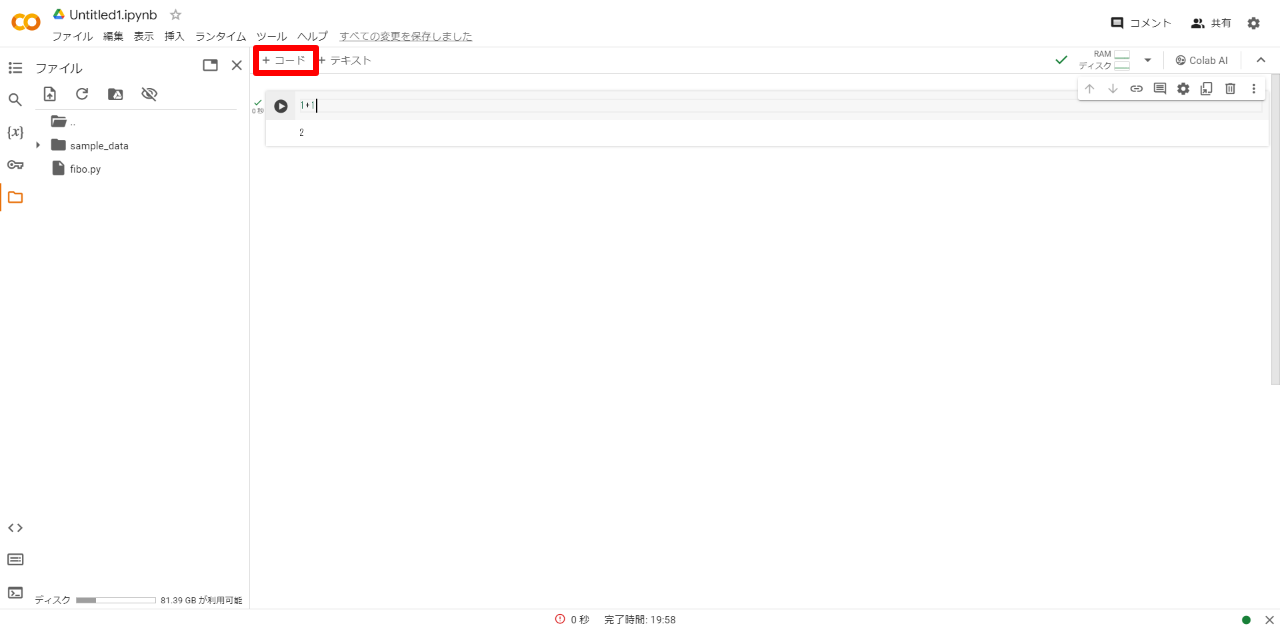 Untitled1.ipynb
ファイル 編集 表示 挿入 ランタイム ツール ヘルプ すべての変更を保存しました
コメント 共有
+ コード + テキスト
RAM
ディスク
Colab AI
ファイル
{x}
..
sample_data
fibo.py
0 秒
1+1
2
ディスク 81.39 GB が利用可能
0 秒 完了時間: 19:58